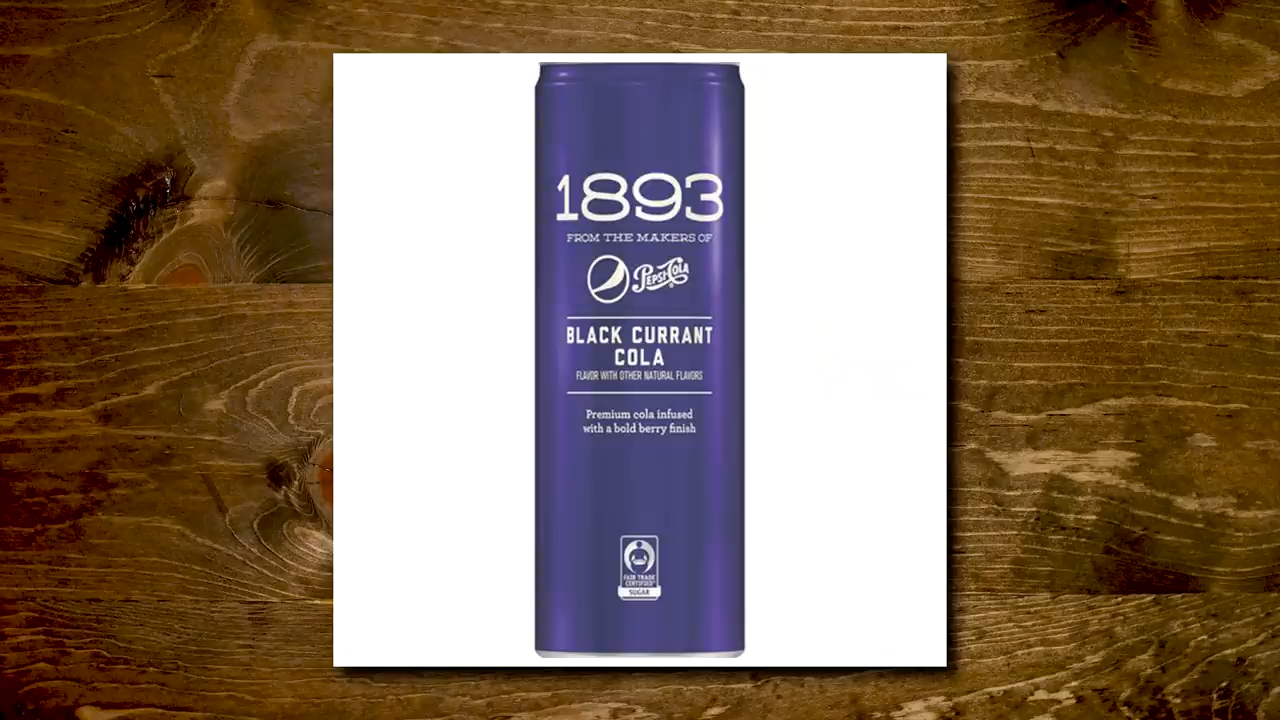 1893
FROM THE MAKERS OF
PEPSI-COLA
BLACK CURRANT
COLA
FLAVOR WITH OTHER NATURAL FLAVORS
Premium cola infused
with a bold berry finish
FAIR TRADE
CERTIFIED
SUGAR